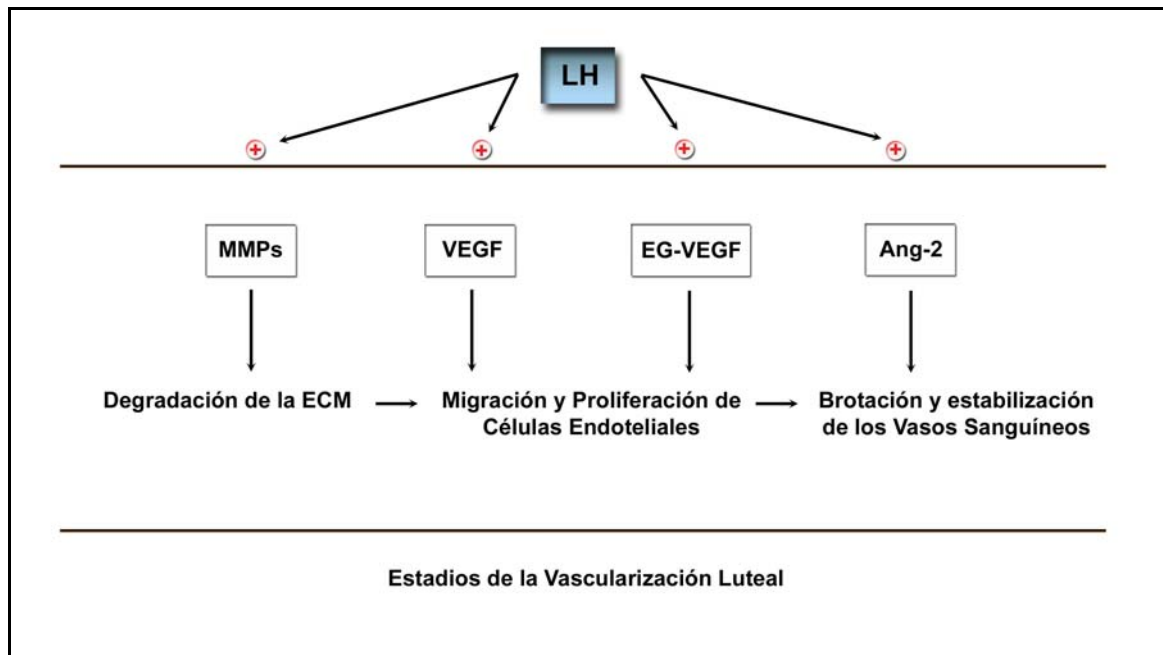 LH
+ + + +
MMPs VEGF EG-VEGF Ang-2
Degradación de la ECM
Migración y Proliferación de
Células Endoteliales
Brotación y estabilización
de los Vasos Sanguíneos
Estadios de la Vascularización Luteal